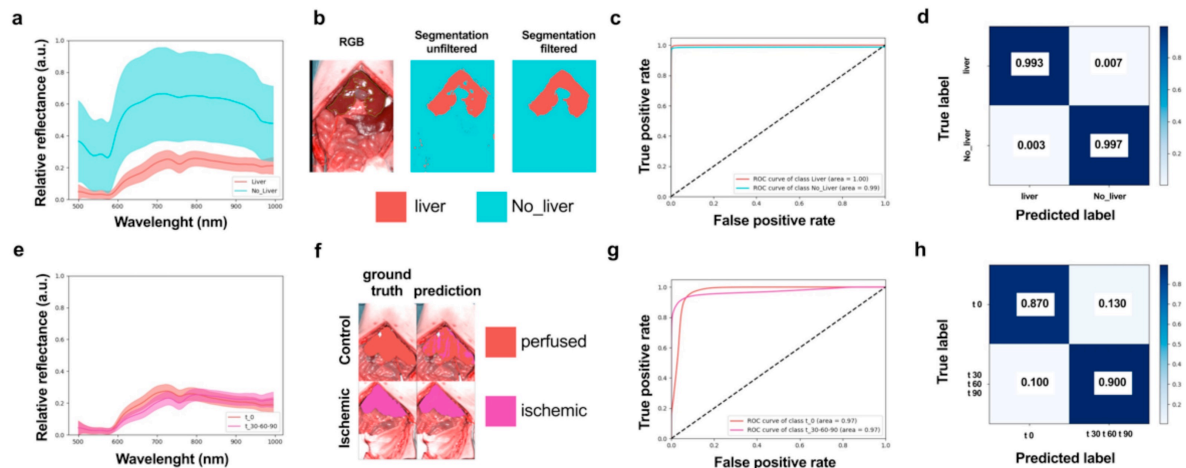 a
Relative reflectance (a.u.)
1.0
0.8
0.6
0.4
0.2
0.0
500 600 700 800 900 1000
Liver
No_Liver
Wavelenght (nm)
b
RGB
Segmentation
unfiltered
Segmentation
filtered
liver
No_liver
c
True positive rate
1.0
0.8
0.6
0.4
0.2
0.0
0.0 0.2 0.4 0.6 0.8 1.0
ROC curve of class Liver (area = 1.00)
ROC curve of class No_Liver (area = 0.99)
False positive rate
d
True label
liver
No_liver
0.993 0.007
0.003 0.997
liver No_liver
Predicted label
0.8
0.6
0.4
0.2
e
Relative reflectance (a.u.)
1.0
0.8
0.6
0.4
0.2
0.0
500 600 700 800 900 1000
t_0
t_30-60-90
Wavelength (nm)
f
ground
truth
prediction
Control
Ischemic
perfused
ischemic
g
True positive rate
1.0
0.8
0.6
0.4
0.2
0.0
0.0 0.2 0.4 0.6 0.8 1.0
ROC curve of class t_0 (area = 0.97)
ROC curve of class t_30-60-90 (area = 0.97)
False positive rate
h
True label
t 0
t 30
t 60
t 90
0.870 0.130
0.100 0.900
t 0 t 30 t 60 t 90
Predicted label
0.8
0.6
0.4
0.2